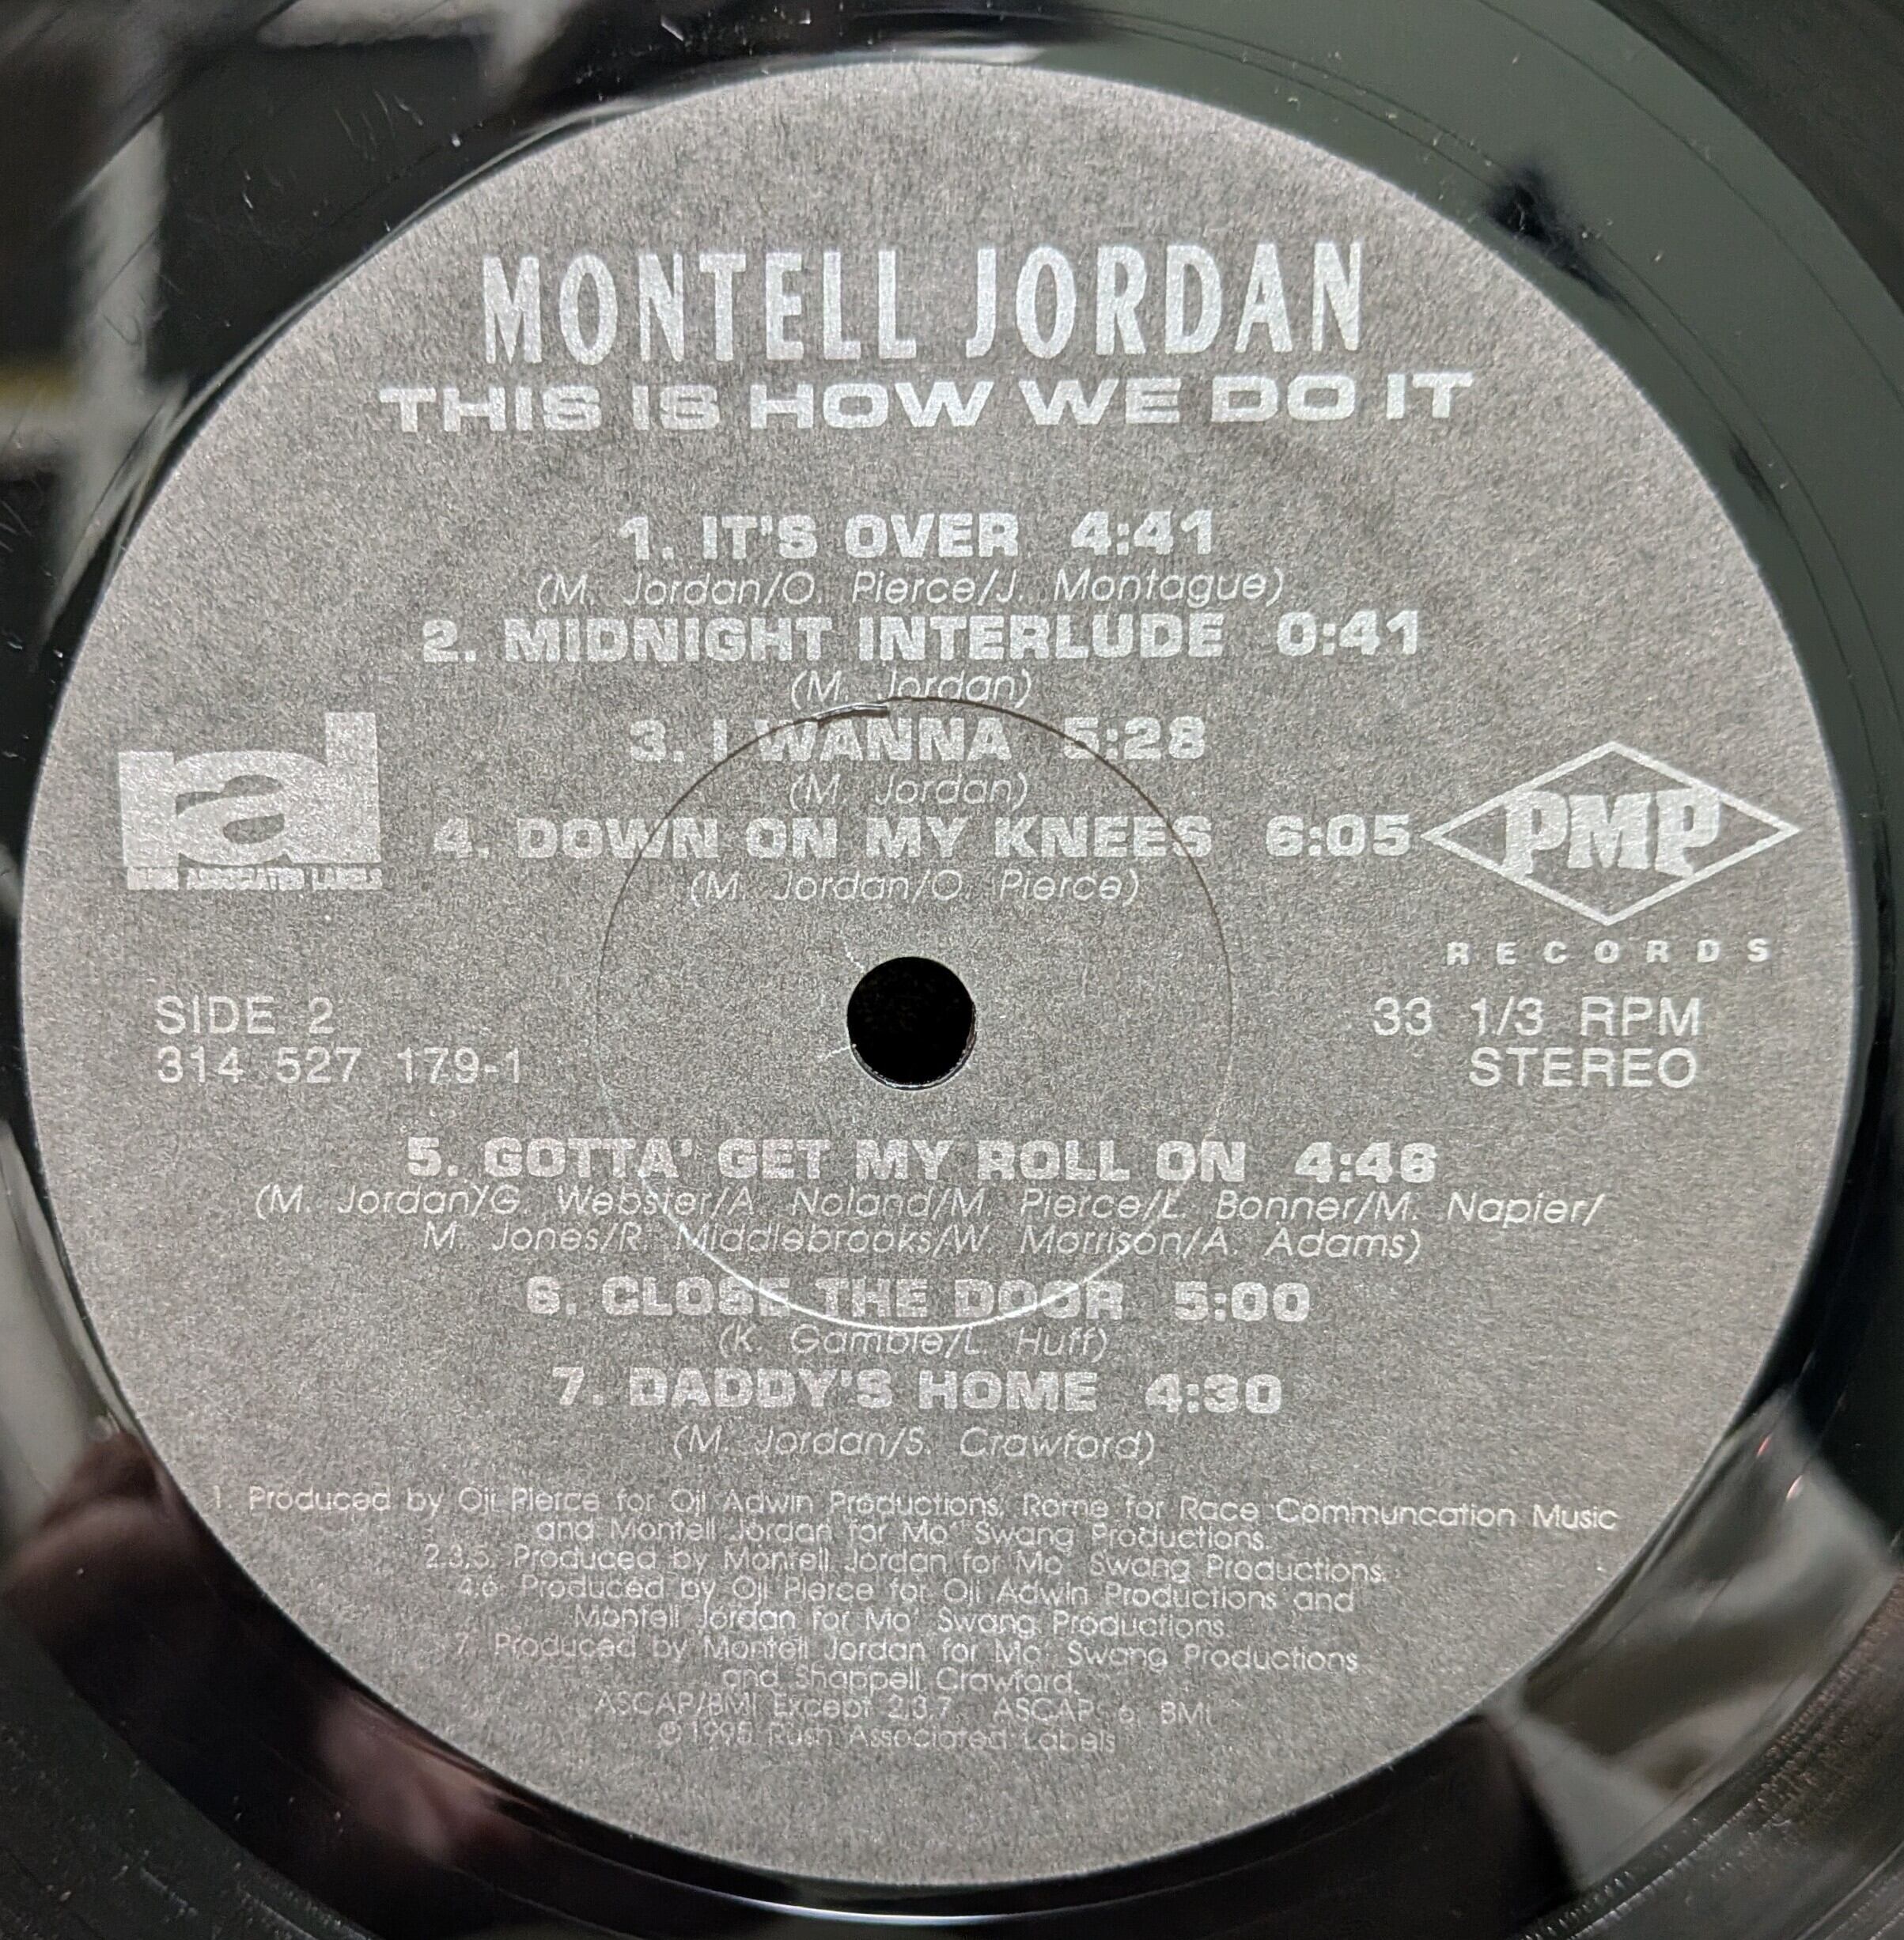 MONTELL JORDAN
THIS IS HOW WE DO IT
1. IT'S OVER 4:41
(M. Jordan/O. Pierce/J. Montague)
2. MIDNIGHT INTERLUDE 0:41
(M. Jordan)
3. I WANNA 5:28
(M. Jordan)
4. DOWN ON MY KNEES 6:05
(M. Jordan/O. Pierce)
ral
RUSH ASSOCIATED LABELS
PMP
RECORDS
SIDE 2
314 527 179-1
33 1/3 RPM
STEREO
5. GOTTA' GET MY ROLL ON 4:46
(M. Jordan/G. Webster/A. Noland/M. Pierce/L. Bonner/M. Napier/
M. Jones/R. Middlebrooks/W. Morrison/A. Adams)
6. CLOSE THE DOOR 5:00
(K. Gamble/L. Huff)
7. DADDY'S HOME 4:30
(M. Jordan/S. Crawford)
1. Produced by Oji Pierce for Oji Adwin Productions, Rome for Race Communcation Music
and Montell Jordan for Mo' Swang Productions.
2,3,5. Produced by Montell Jordan for Mo' Swang Productions.
4,6. Produced by Oji Pierce for Oji Adwin Productions and
Montell Jordan for Mo' Swang Productions.
7. Produced by Montell Jordan for Mo' Swang Productions
and Shappell Crawford.
ASCAP/BMI Except 2,3,7. ASCAP; 6. BMI
©1995 Rush Associated Labels